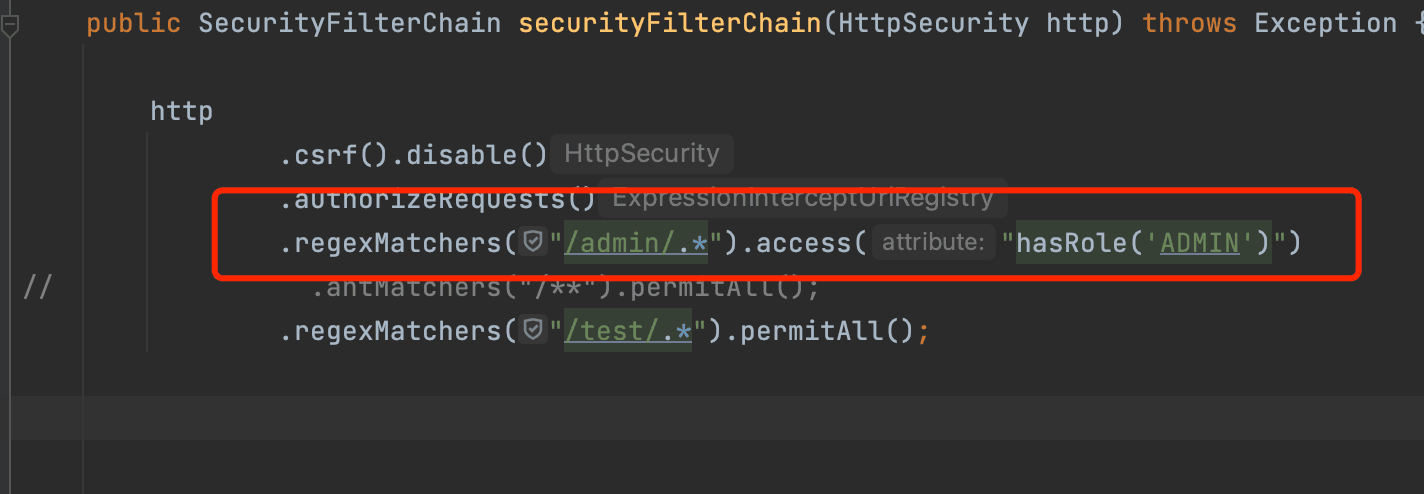 public SecurityFilterChain securityFilterChain(HttpSecurity http) throws Exception {
http
.csrf().disable() HttpSecurity
.authorizeRequests() ExpressionInterceptUrlRegistry
.regexMatchers("/admin/.*").access( attribute: "hasRole('ADMIN')")
// .antMatchers("/**").permitAll();
.regexMatchers("/test/.*").permitAll();